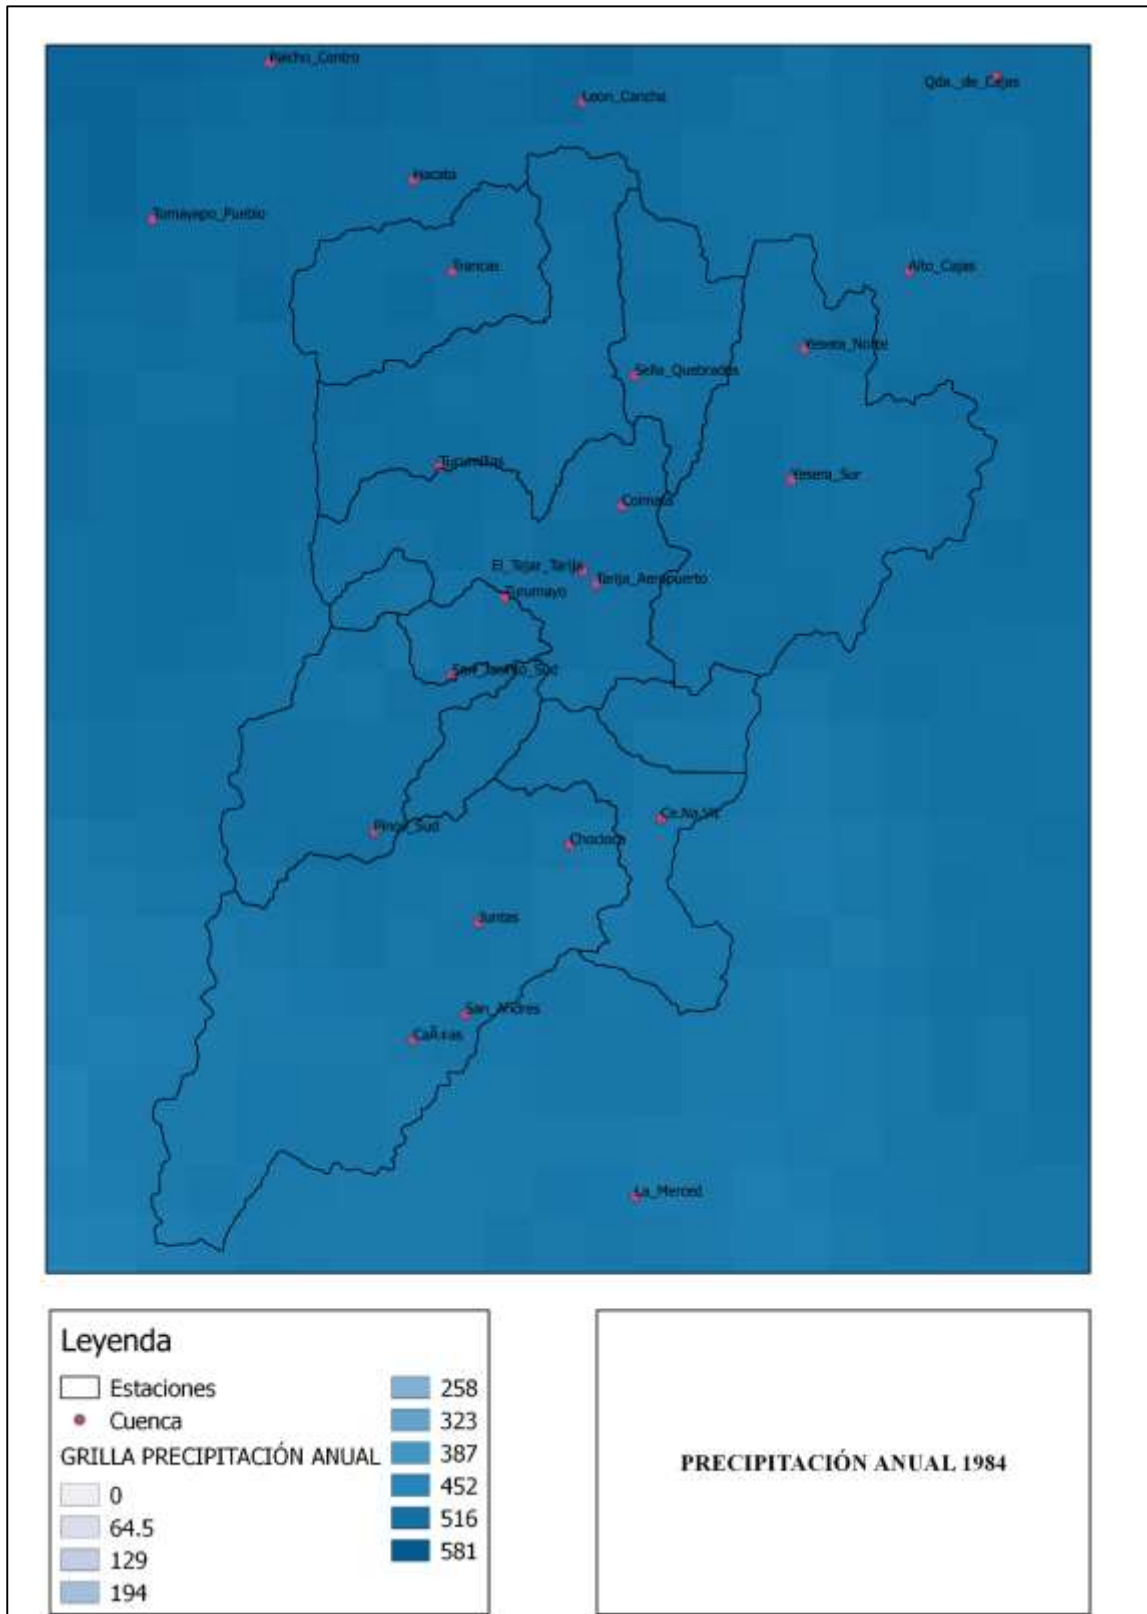 Leon_Cancha
Qda._de_Cajas
Hacata
Tomayapo_Pueblo
Trancas
Alto_Cajas
Yesera_Norte
Sella_Quebradas
Tucumillas
Yesera_Sur
Coimata
El_Tejar_Tarija
Tarija_Aeropuerto
Turumayo
San_Jacinto_Sud
Pinos_Sud
Ce.Na.Vit
Chocloca
Juntas
San_Andres
CaÃ±as
La_Merced
Leyenda
Estaciones
Cuenca
GRILLA PRECIPITACIÓN ANUAL
0
64.5
129
194
258
323
387
452
516
581
PRECIPITACIÓN ANUAL 1984